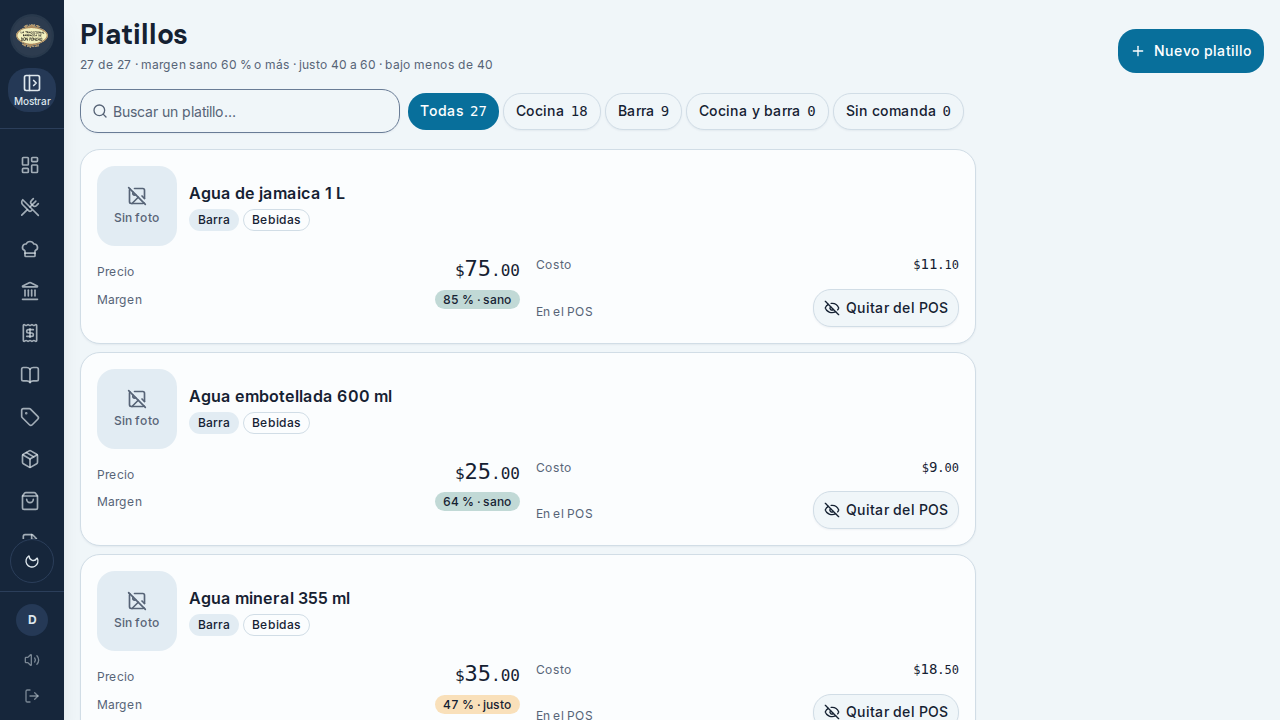 Platillos
27 de 27 · margen sano 60 % o más · justo 40 a 60 · bajo menos de 40
Nuevo platillo
Mostrar
Buscar un platillo...
Todas 27
Cocina 18
Barra 9
Cocina y barra 0
Sin comanda 0
Sin foto
Agua de jamaica 1 L
Barra
Bebidas
Precio
$75.00
Costo
$11.10
Margen
85 % · sano
En el POS
Quitar del POS
Sin foto
Agua embotellada 600 ml
Barra
Bebidas
Precio
$25.00
Costo
$9.00
Margen
64 % · sano
En el POS
Quitar del POS
Sin foto
Agua mineral 355 ml
Barra
Bebidas
Precio
$35.00
Costo
$18.50
Margen
47 % · justo
En el POS
Quitar del POS
D